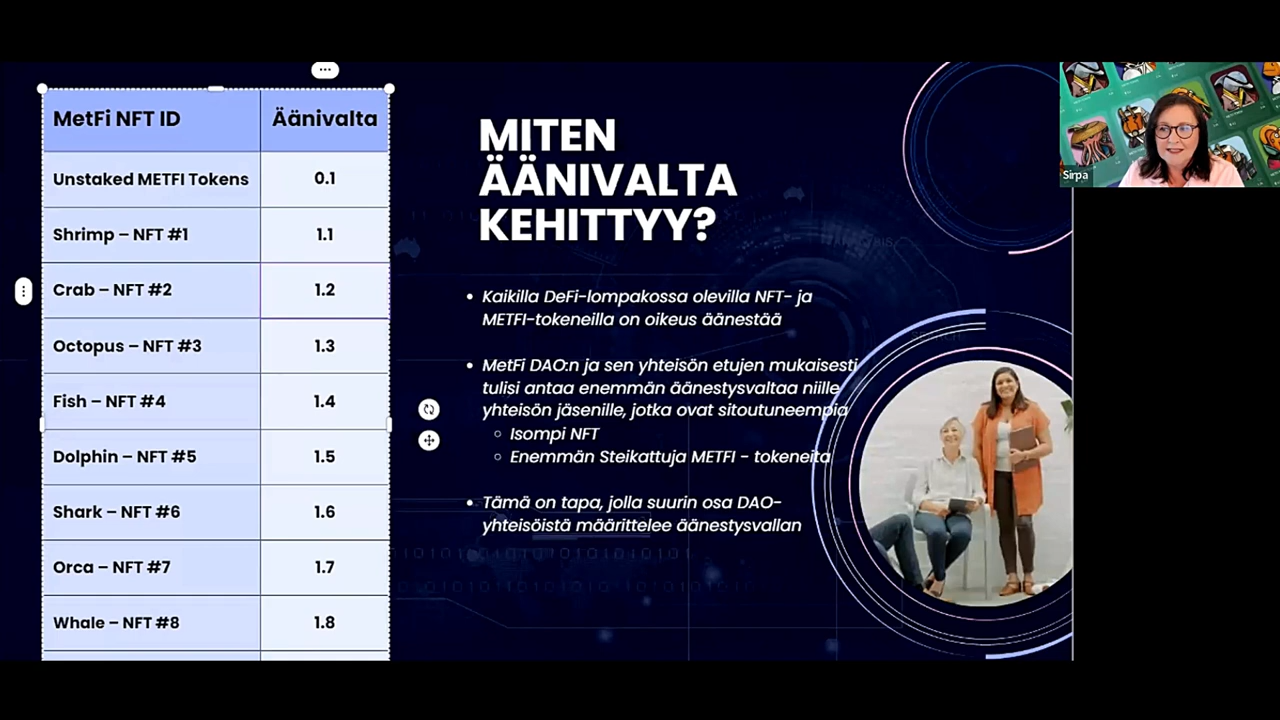 MetFi NFT ID Äänivalta
Unstaked METFI Tokens 0.1
Shrimp – NFT #1 1.1
Crab – NFT #2 1.2
Octopus – NFT #3 1.3
Fish – NFT #4 1.4
Dolphin – NFT #5 1.5
Shark – NFT #6 1.6
Orca – NFT #7 1.7
Whale – NFT #8 1.8
MITEN
ÄÄNIVALTA
KEHITTYY?
• Kaikilla DeFi-lompakossa olevilla NFT- ja
METFI-tokeneilla on oikeus äänestää
• MetFi DAO:n ja sen yhteisön etujen mukaisesti
tulisi antaa enemmän äänestysvaltaa niille
yhteisön jäsenille, jotka ovat sitoutuneempia
◦ Isompi NFT
◦ Enemmän Steikattuja METFI - tokeneita
• Tämä on tapa, jolla suurin osa DAO-
yhteisöistä määrittelee äänestysvallan
Sirpa